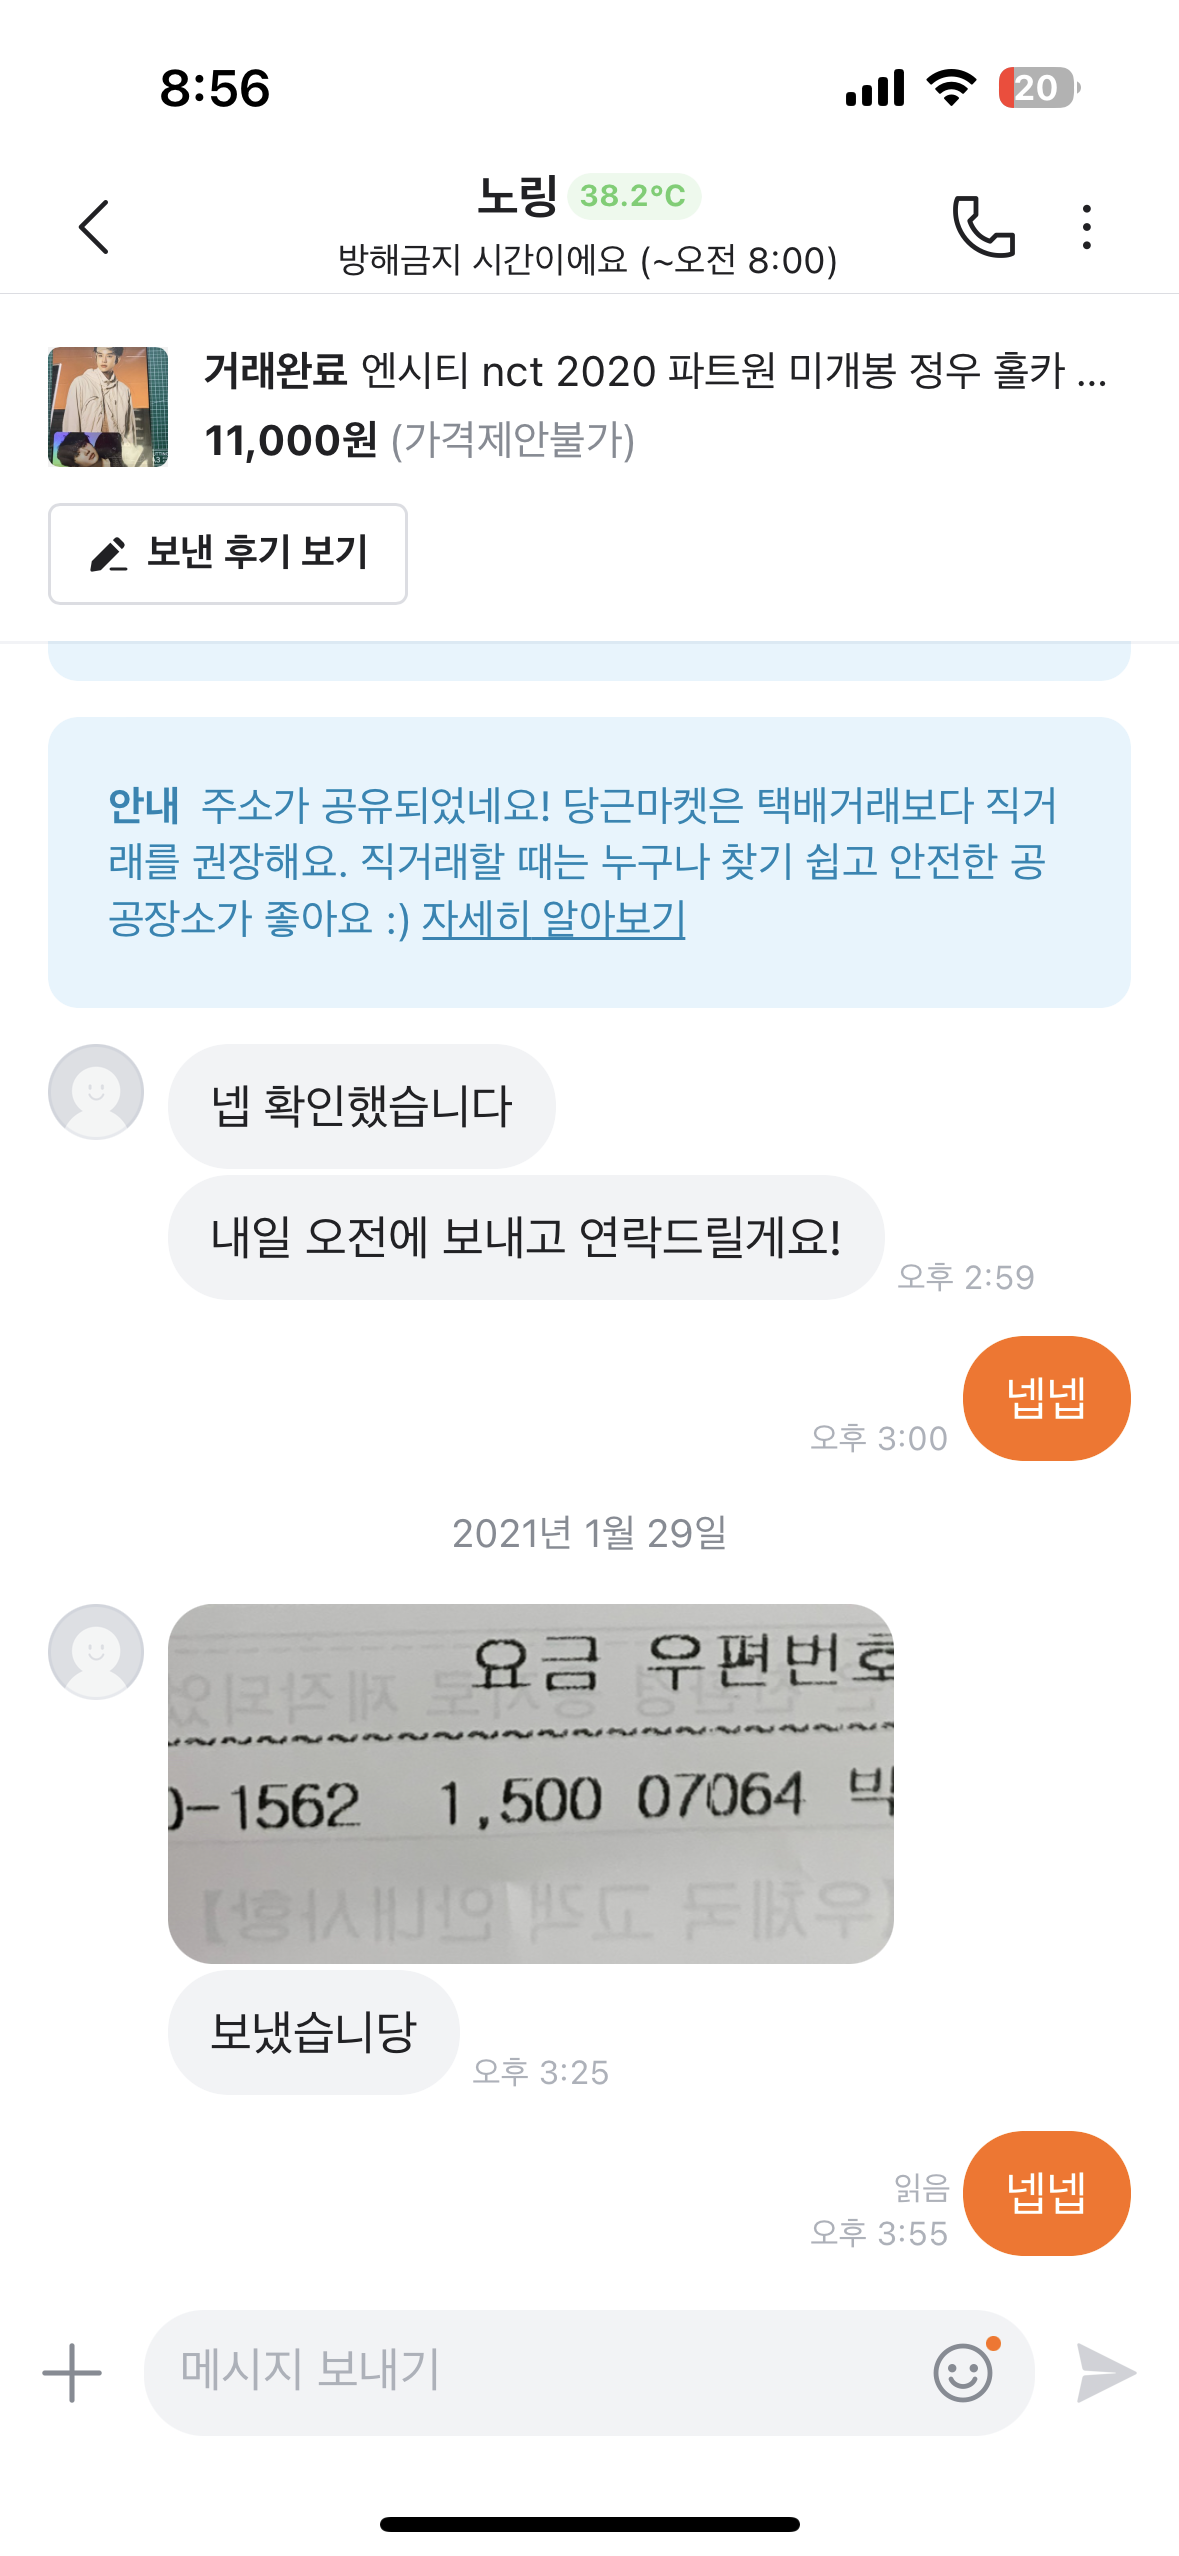 8:56
20
노링 38.2°C
방해금지 시간이에요 (~오전 8:00)
거래완료 엔시티 nct 2020 파트원 미개봉 정우 홀카 ...
11,000원 (가격제안불가)
보낸 후기 보기
안내 주소가 공유되었네요! 당근마켓은 택배거래보다 직거
래를 권장해요. 직거래할 때는 누구나 찾기 쉽고 안전한 공
공장소가 좋아요 :) 자세히 알아보기
넵 확인했습니다
내일 오전에 보내고 연락드릴게요!
오후 2:59
넵넵
오후 3:00
2021년 1월 29일
요금 우편번호
-1562 1,500 07064 박
우체국 고객 안내사항】
보냈습니당
오후 3:25
넵넵
읽음
오후 3:55
메시지 보내기